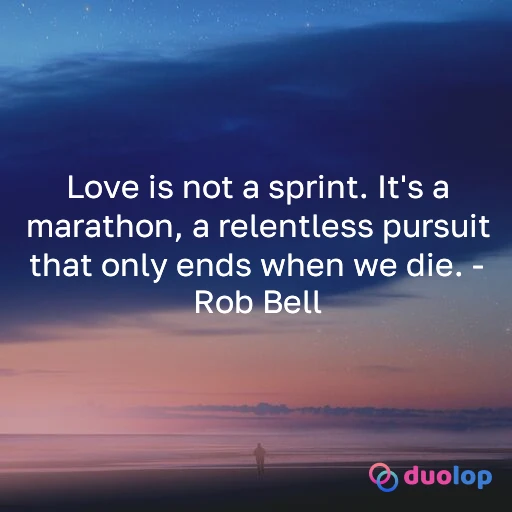 Love is not a sprint. It's a
marathon, a relentless pursuit
that only ends when we die. -
Rob Bell
duolop